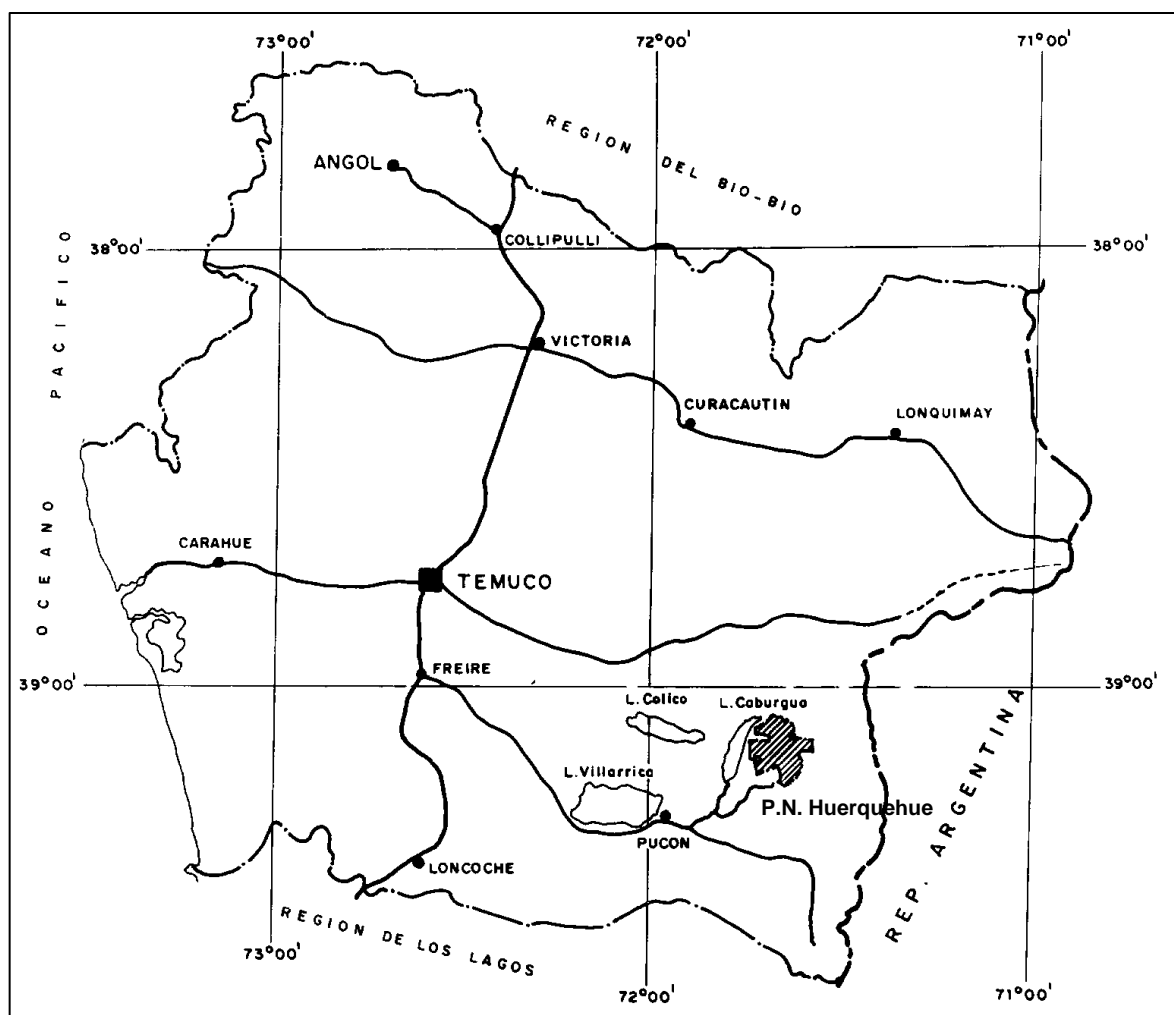 73°00'
72°00'
71°00'
REGION DEL BIO-BIO
ANGOL
38°00'
COLLIPULLI
38°00'
OCEANO PACIFICO
VICTORIA
CURACAUTIN
LONQUIMAY
CARAHUE
TEMUCO
FREIRE
39°00'
39°00'
L. Colico
L. Caburgua
L. Villarrica
P.N. Huerquehue
PUCON
REP. ARGENTINA
LONCOCHE
REGION DE LOS LAGOS
73°00'
72°00'
71°00'